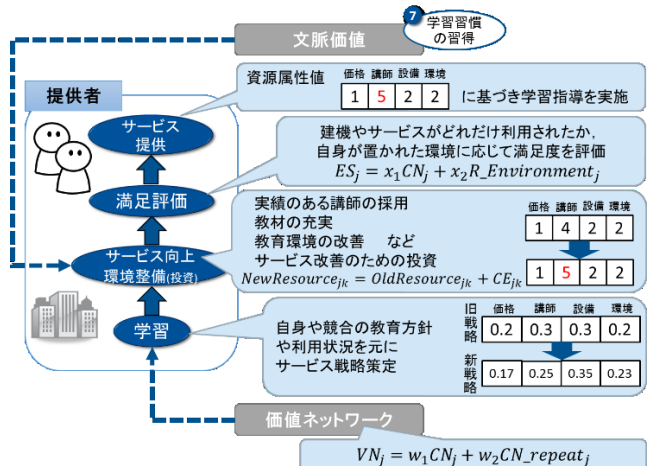 文脈価値
7
学習習慣
の習得
提供者
資源属性値
価格 講師 設備 環境
1 5 2 2
に基づき学習指導を実施
サービス
提供
建機やサービスがどれだけ利用されたか,
自身が置かれた環境に応じて満足度を評価
ES_j = x_1CN_j + x_2R_Environment_j
満足評価
実績のある講師の採用
教材の充実
教育環境の改善 など
サービス改善のための投資
NewResource_jk = OldResource_jk + CE_jk
価格 講師 設備 環境
1 4 2 2
1 5 2 2
サービス向上
環境整備(投資)
学習
自身や競合の教育方針
や利用状況を元に
サービス戦略策定
価格 講師 設備 環境
旧戦略
0.2 0.3 0.3 0.2
新戦略
0.17 0.25 0.35 0.23
価値ネットワーク
VN_j = w_1CN_j + w_2CN_repeat_j